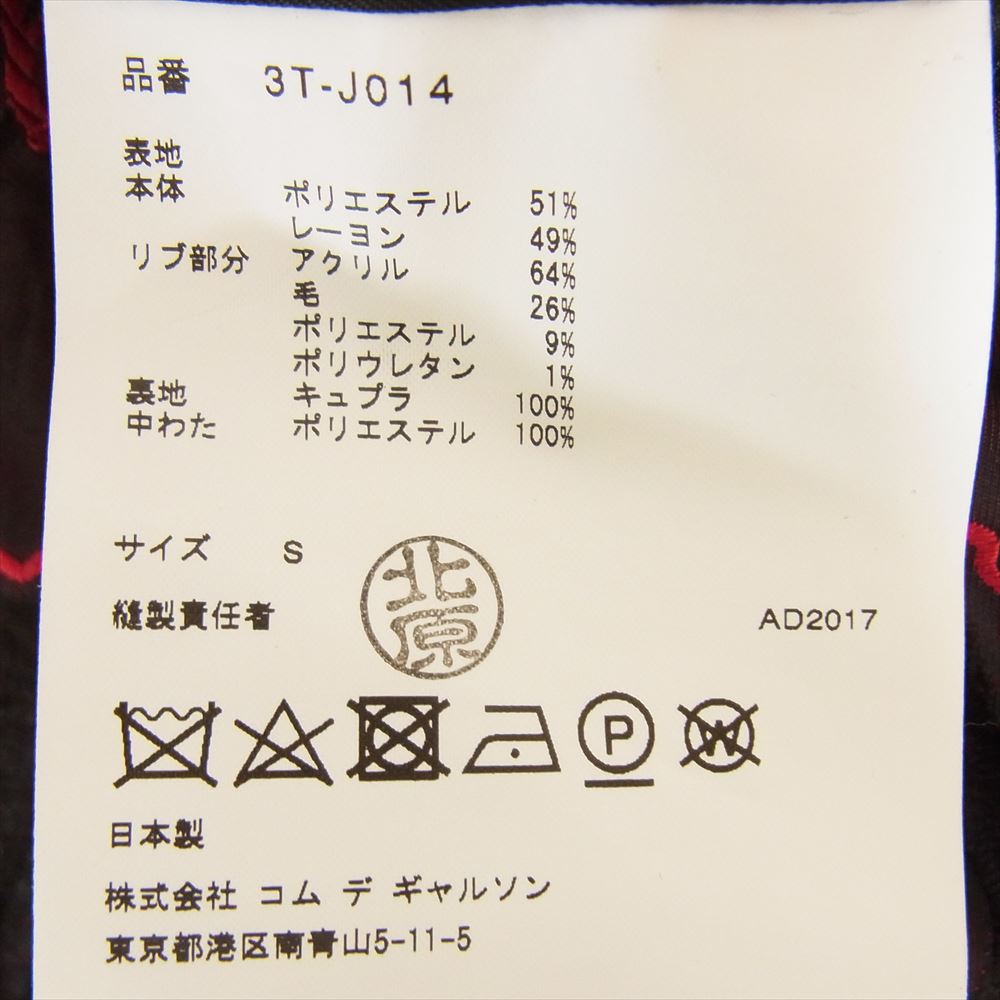 品番 3T-J014
表地
本体 ポリエステル 51%
レーヨン 49%
リブ部分 アクリル 64%
毛 26%
ポリエステル 9%
ポリウレタン 1%
裏地 キュプラ 100%
中わた ポリエステル 100%
サイズ S
北原
縫製責任者 AD2017
P W
日本製
株式会社 コム デ ギャルソン
東京都港区南青山5-11-5